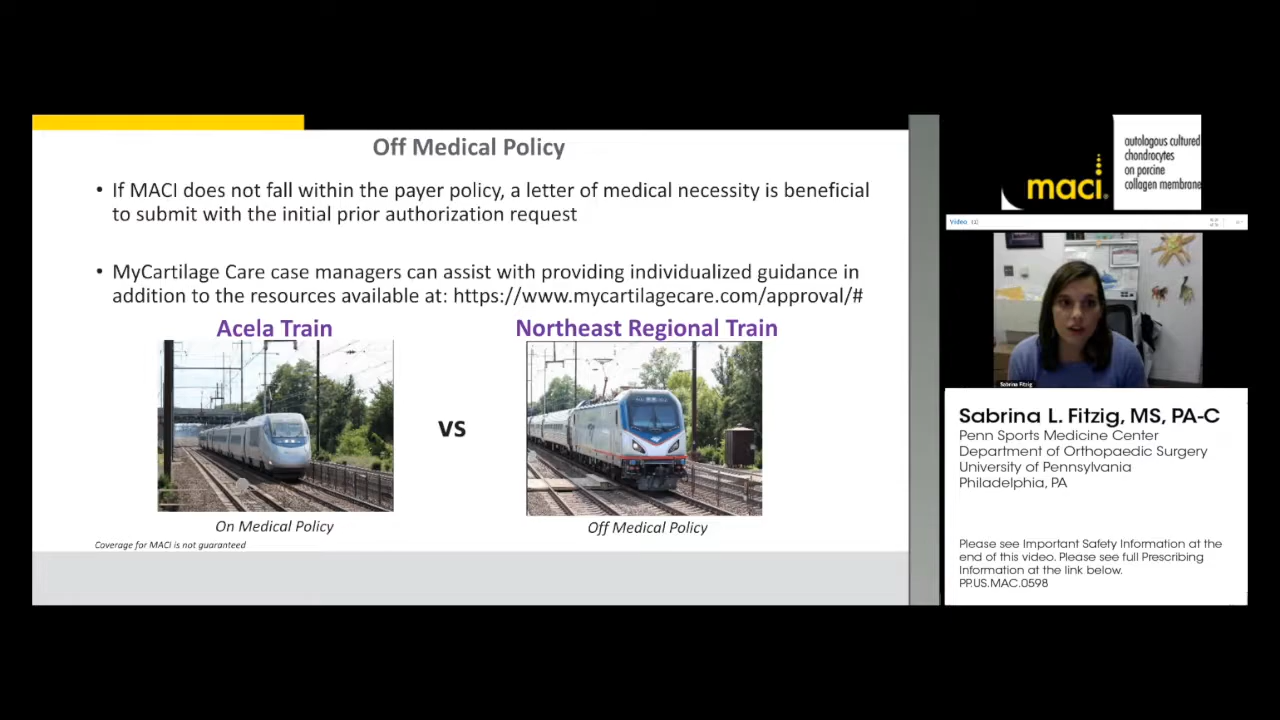 Off Medical Policy
• If MACI does not fall within the payer policy, a letter of medical necessity is beneficial
to submit with the initial prior authorization request
• MyCartilage Care case managers can assist with providing individualized guidance in
addition to the resources available at: https://www.mycartilagecare.com/approval/#
Acela Train
Northeast Regional Train
vs
On Medical Policy
Off Medical Policy
Coverage for MACI is not guaranteed
maci®
autologous cultured
chondrocytes
on porcine
collagen membrane
Video
Sabrina Fitzig
Sabrina L. Fitzig, MS, PA-C
Penn Sports Medicine Center
Department of Orthopaedic Surgery
University of Pennsylvania
Philadelphia, PA
Please see Important Safety Information at the
end of this video. Please see full Prescribing
Information at the link below.
PP.US.MAC.0598